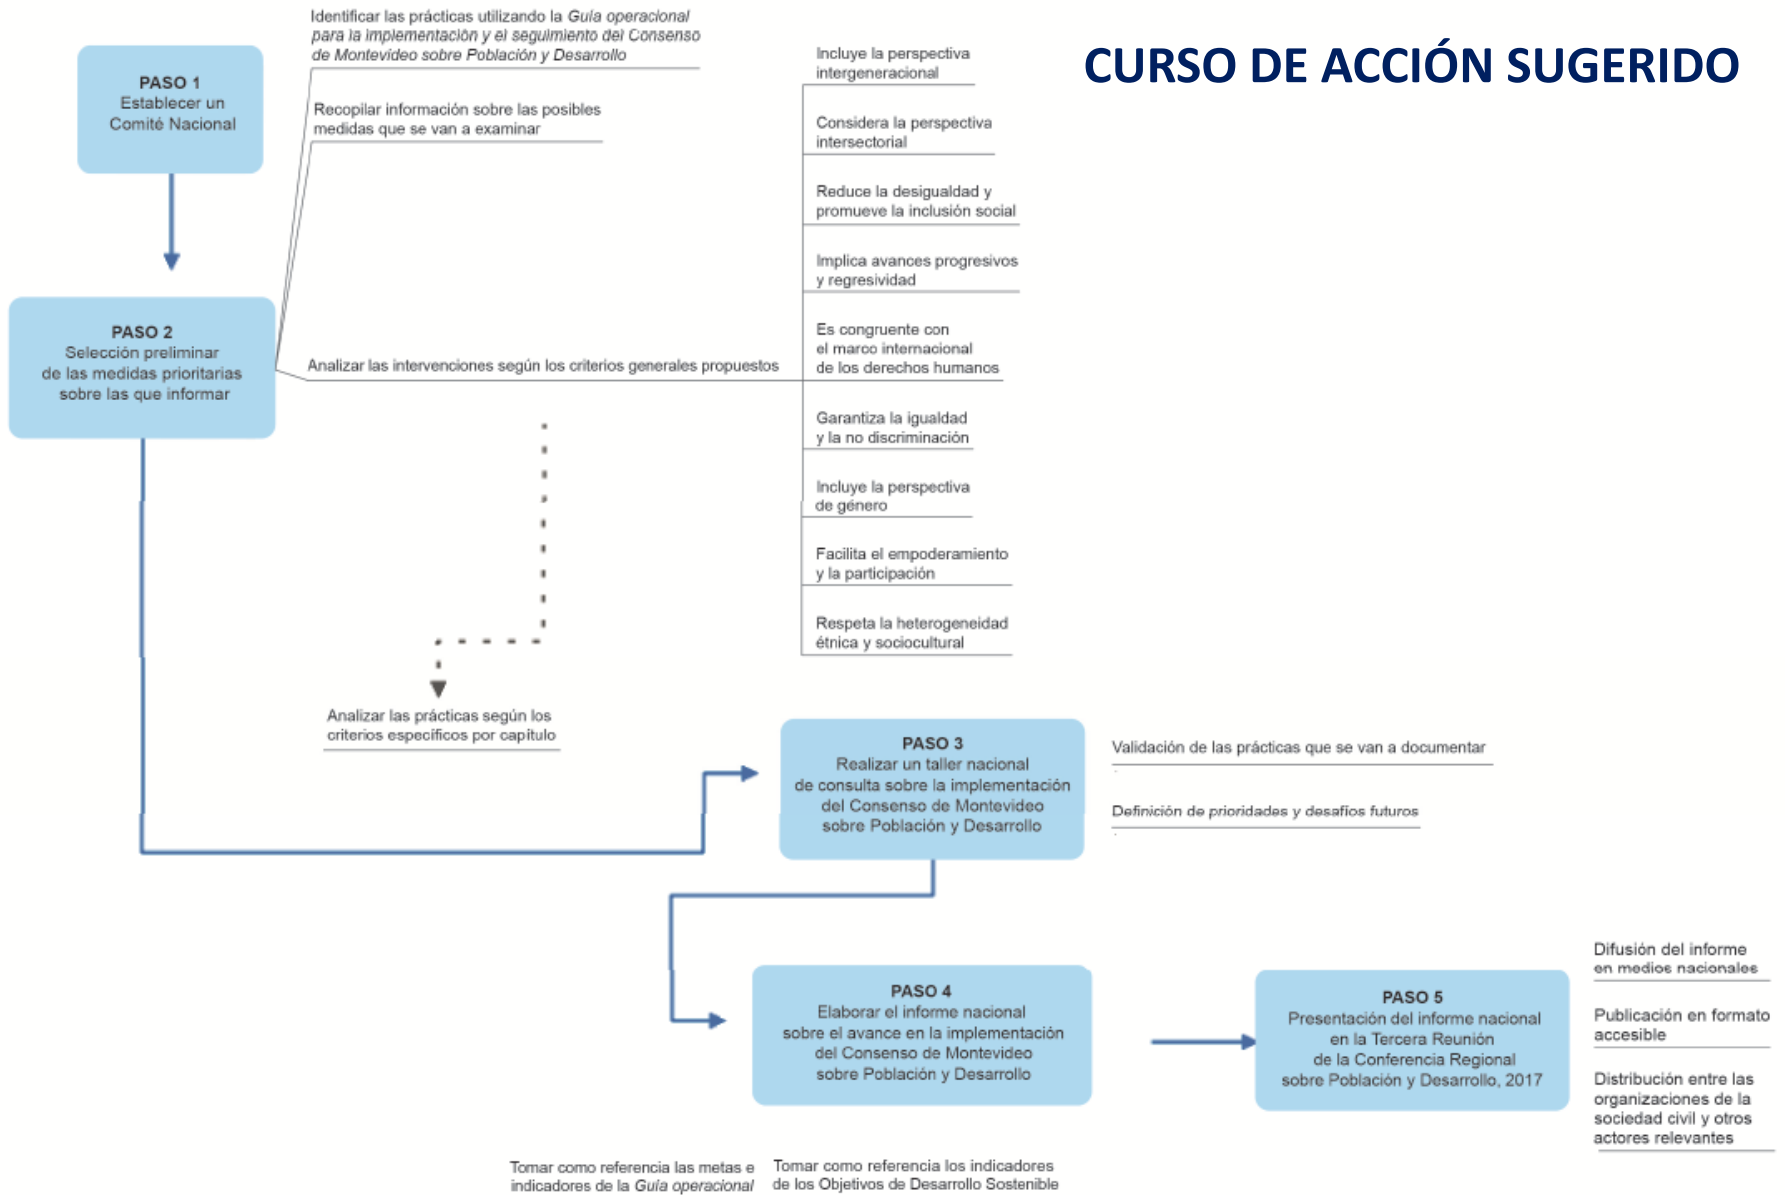 CURSO DE ACCIÓN SUGERIDO
PASO 1
Establecer un
Comité Nacional
Identificar las prácticas utilizando la Guía operacional
para la implementación y el seguimiento del Consenso
de Montevideo sobre Población y Desarrollo
Recopilar información sobre las posibles
medidas que se van a examinar
PASO 2
Selección preliminar
de las medidas prioritarias
sobre las que informar
Analizar las intervenciones según los criterios generales propuestos
Incluye la perspectiva
intergeneracional
Considera la perspectiva
intersectorial
Reduce la desigualdad y
promueve la inclusión social
Implica avances progresivos
y regresividad
Es congruente con
el marco internacional
de los derechos humanos
Garantiza la igualdad
y la no discriminación
Incluye la perspectiva
de género
Facilita el empoderamiento
y la participación
Respeta la heterogeneidad
étnica y sociocultural
Analizar las prácticas según los
criterios específicos por capítulo
PASO 3
Realizar un taller nacional
de consulta sobre la implementación
del Consenso de Montevideo
sobre Población y Desarrollo
Validación de las prácticas que se van a documentar
Definición de prioridades y desafíos futuros
PASO 4
Elaborar el informe nacional
sobre el avance en la implementación
del Consenso de Montevideo
sobre Población y Desarrollo
Tomar como referencia las metas e
indicadores de la Guía operacional
Tomar como referencia los indicadores
de los Objetivos de Desarrollo Sostenible
PASO 5
Presentación del informe nacional
en la Tercera Reunión
de la Conferencia Regional
sobre Población y Desarrollo, 2017
Difusión del informe
en medios nacionales
Publicación en formato
accesible
Distribución entre las
organizaciones de la
sociedad civil y otros
actores relevantes